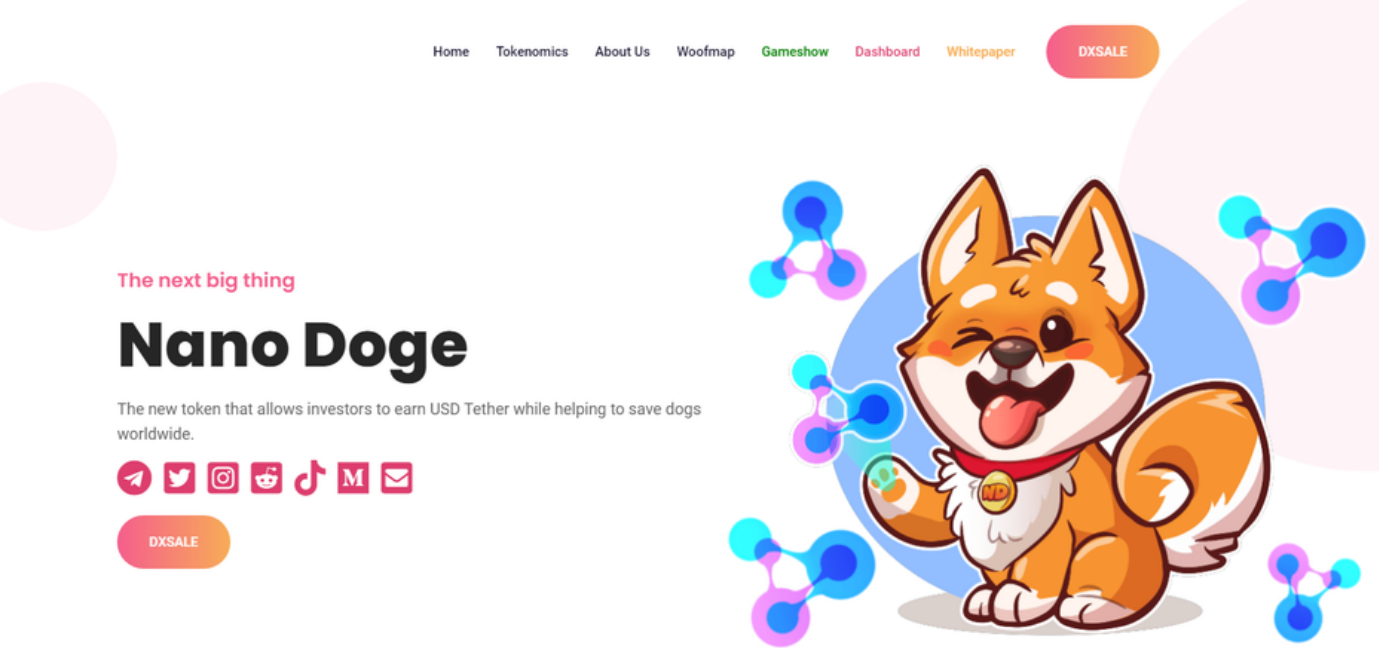 Home Tokenomics About Us Woofmap Gameshow Dashboard Whitepaper DXSALE
The next big thing
Nano Doge
The new token that allows investors to earn USD Tether while helping to save dogs
worldwide.
M
DXSALE
ND